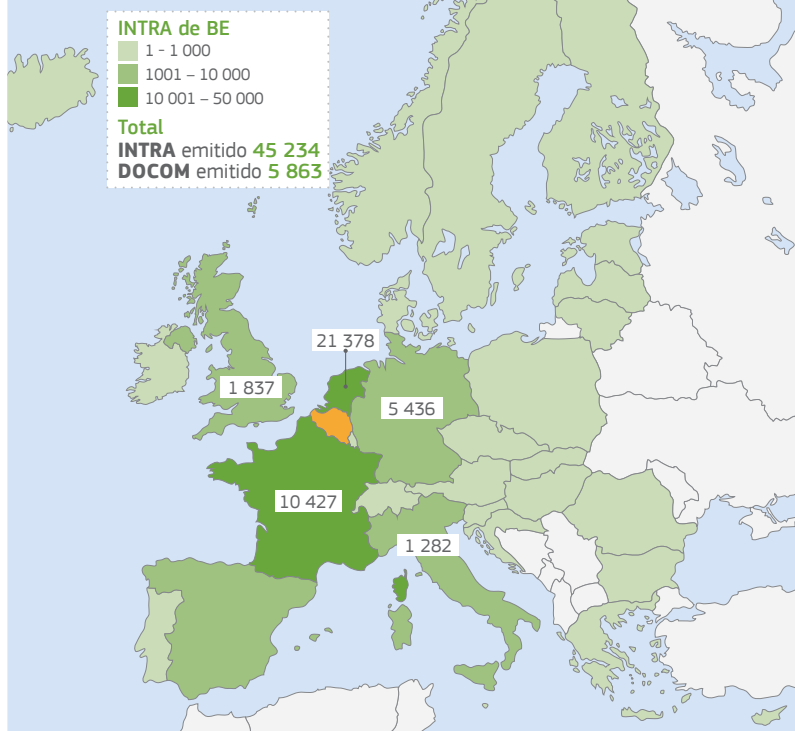 INTRA de BE
1 - 1 000
1001 – 10 000
10 001 – 50 000
Total
INTRA emitido 45 234
DOCOM emitido 5 863
21 378
1 837
5 436
10 427
1 282